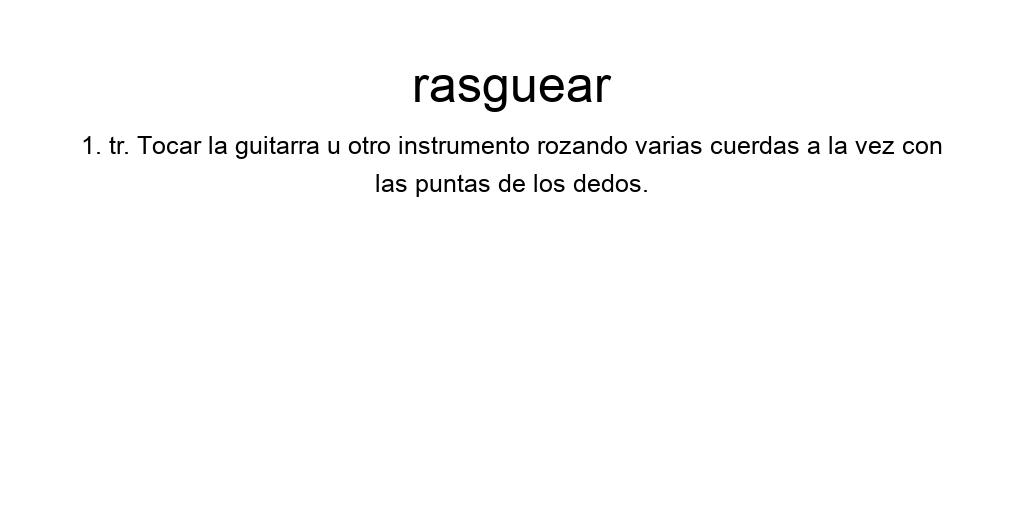 rasguear
1. tr. Tocar la guitarra u otro instrumento rozando varias cuerdas a la vez con
las puntas de los dedos.